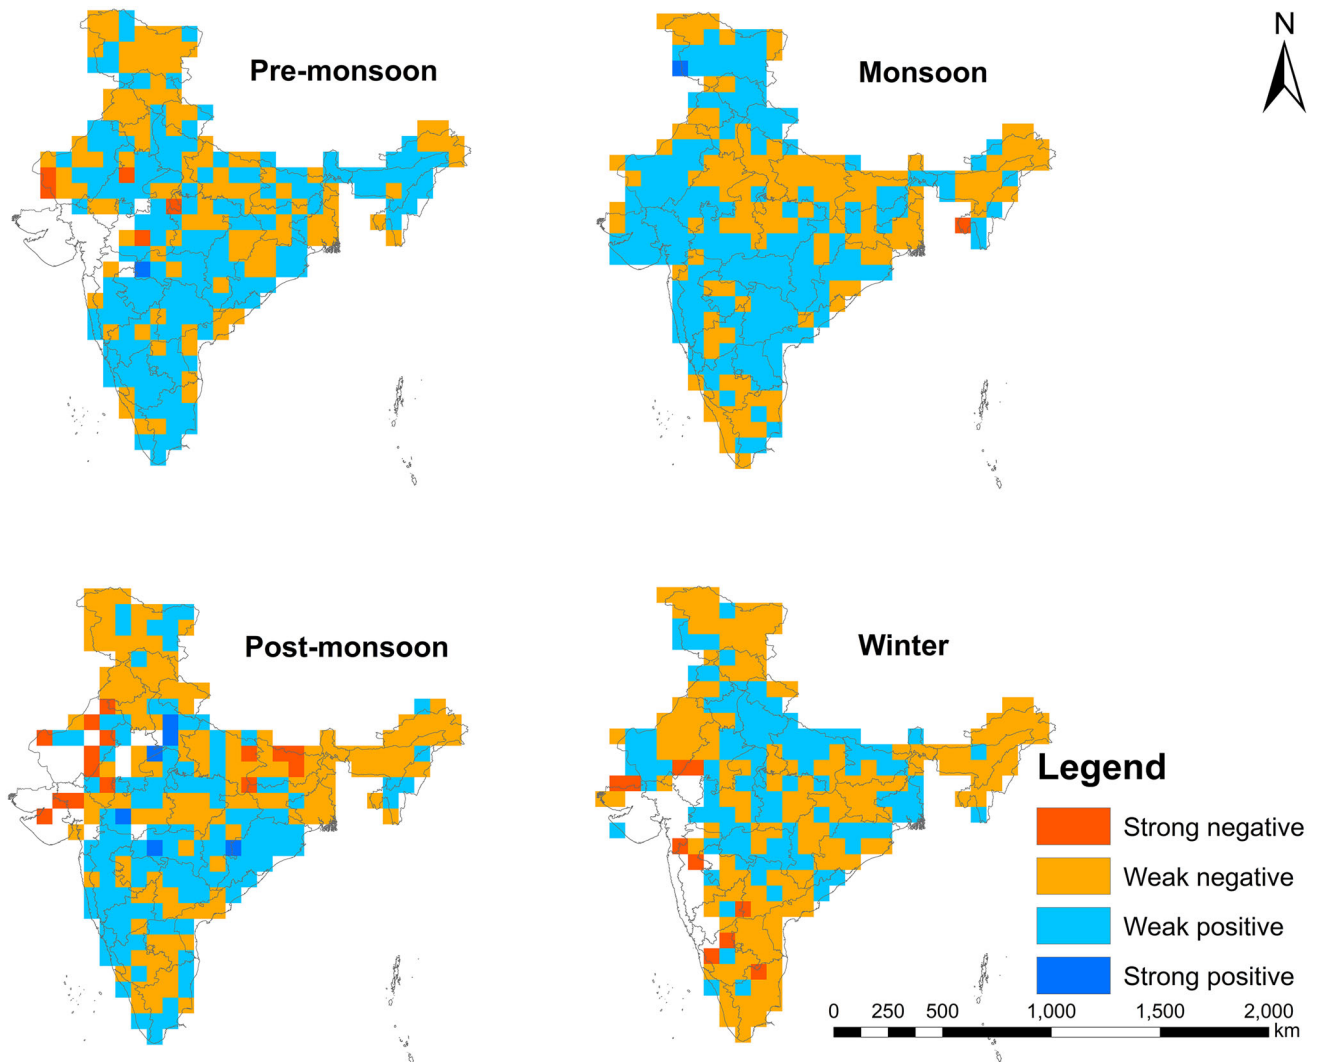 N
Pre-monsoon
Monsoon
Post-monsoon
Winter
Legend
Strong negative
Weak negative
Weak positive
Strong positive
0 250 500 1,000 1,500 2,000
km